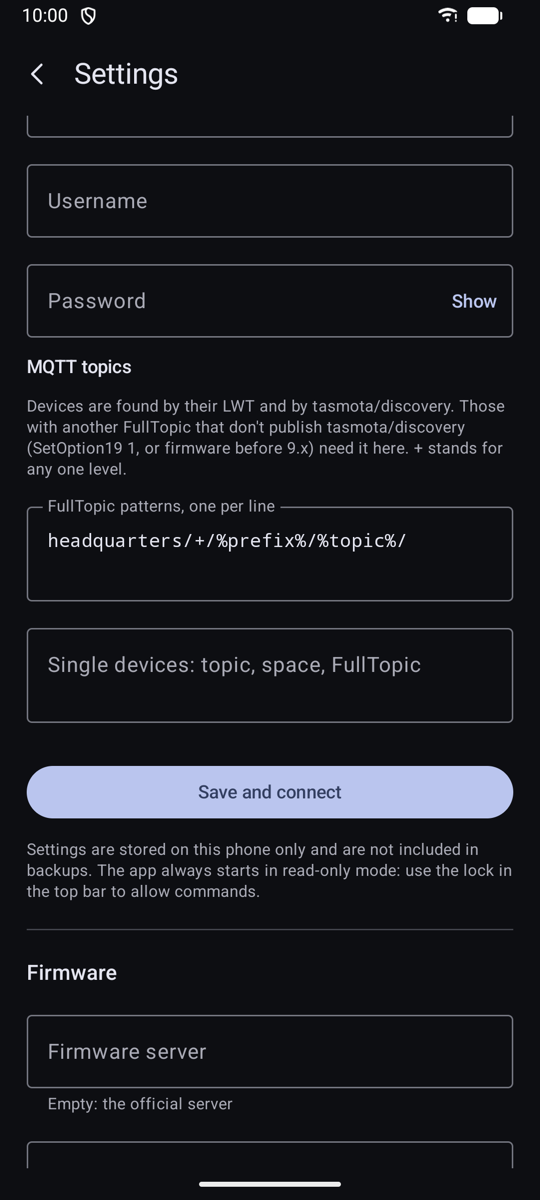 10:00
Settings
Username
Password
Show
MQTT topics
Devices are found by their LWT and by tasmota/discovery. Those
with another FullTopic that don't publish tasmota/discovery
(SetOption19 1, or firmware before 9.x) need it here. + stands for
any one level.
FullTopic patterns, one per line
headquarters/+/%prefix%/%topic%/
Single devices: topic, space, FullTopic
Save and connect
Settings are stored on this phone only and are not included in
backups. The app always starts in read-only mode: use the lock in
the top bar to allow commands.
Firmware
Firmware server
Empty: the official server